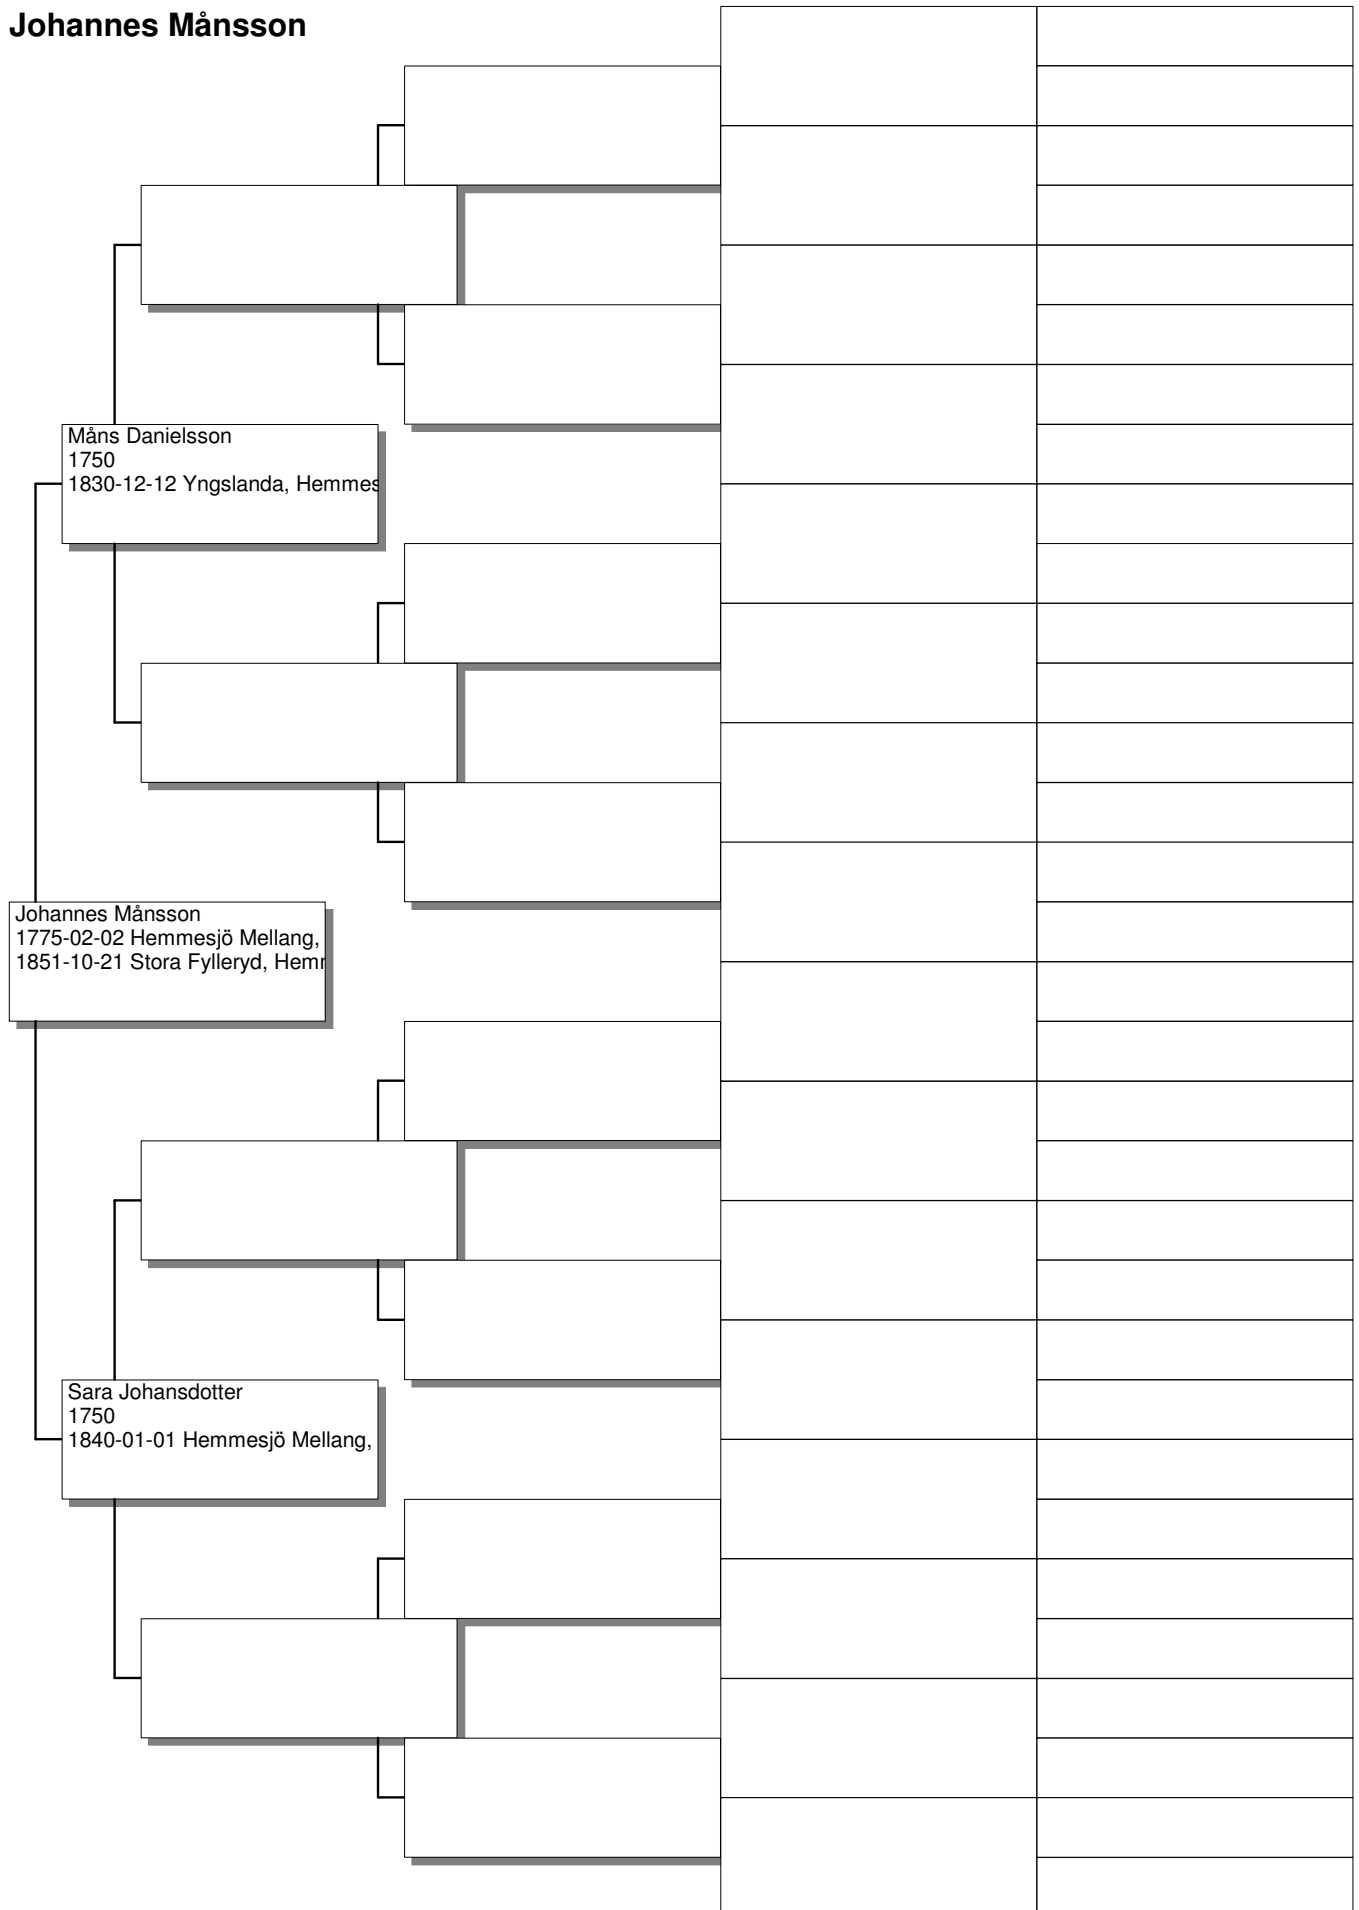 Johannes Månsson
Måns Danielsson
1750
1830-12-12 Yngslanda, Hemmes
Johannes Månsson
1775-02-02 Hemmesjö Mellang,
1851-10-21 Stora Fylleryd, Hem
Sara Johansdotter
1750
1840-01-01 Hemmesjö Mellang,